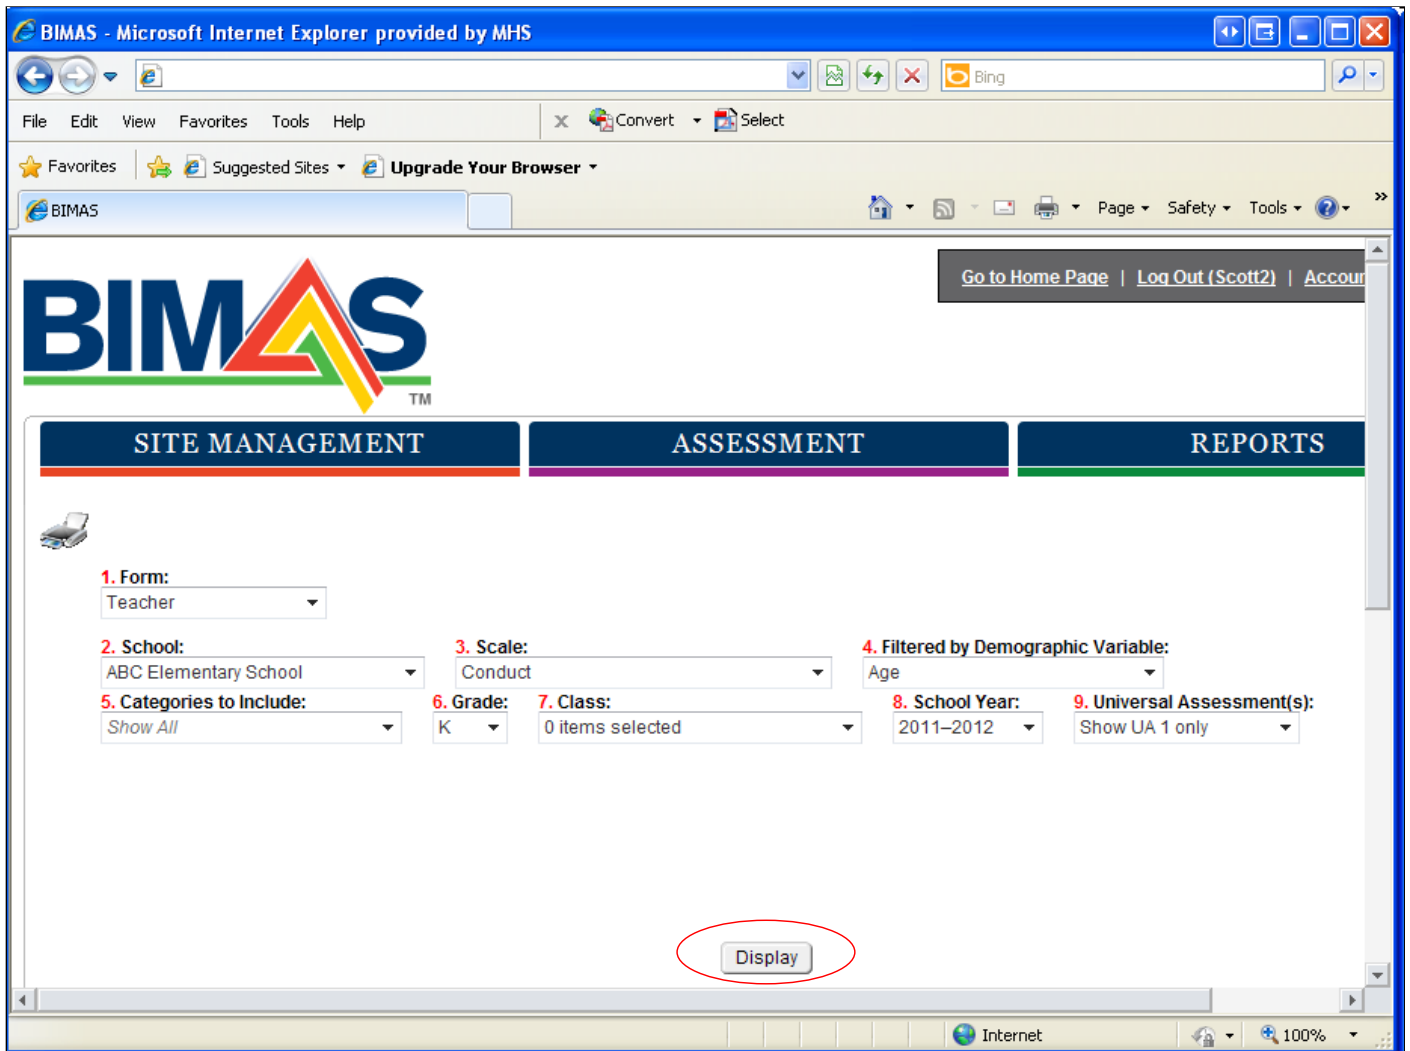 BIMAS - Microsoft Internet Explorer provided by MHS
Bing
File Edit View Favorites Tools Help x Convert Select
Favorites Suggested Sites Upgrade Your Browser
BIMAS Page Safety Tools »
Go to Home Page | Log Out (Scott2) | Accour
BIMAS
TM
SITE MANAGEMENT ASSESSMENT REPORTS
1. Form:
Teacher
2. School: 3. Scale: 4. Filtered by Demographic Variable:
ABC Elementary School Conduct Age
5. Categories to Include: 6. Grade: 7. Class: 8. School Year: 9. Universal Assessment(s):
Show All K 0 items selected 2011–2012 Show UA 1 only
Display
Internet 100%